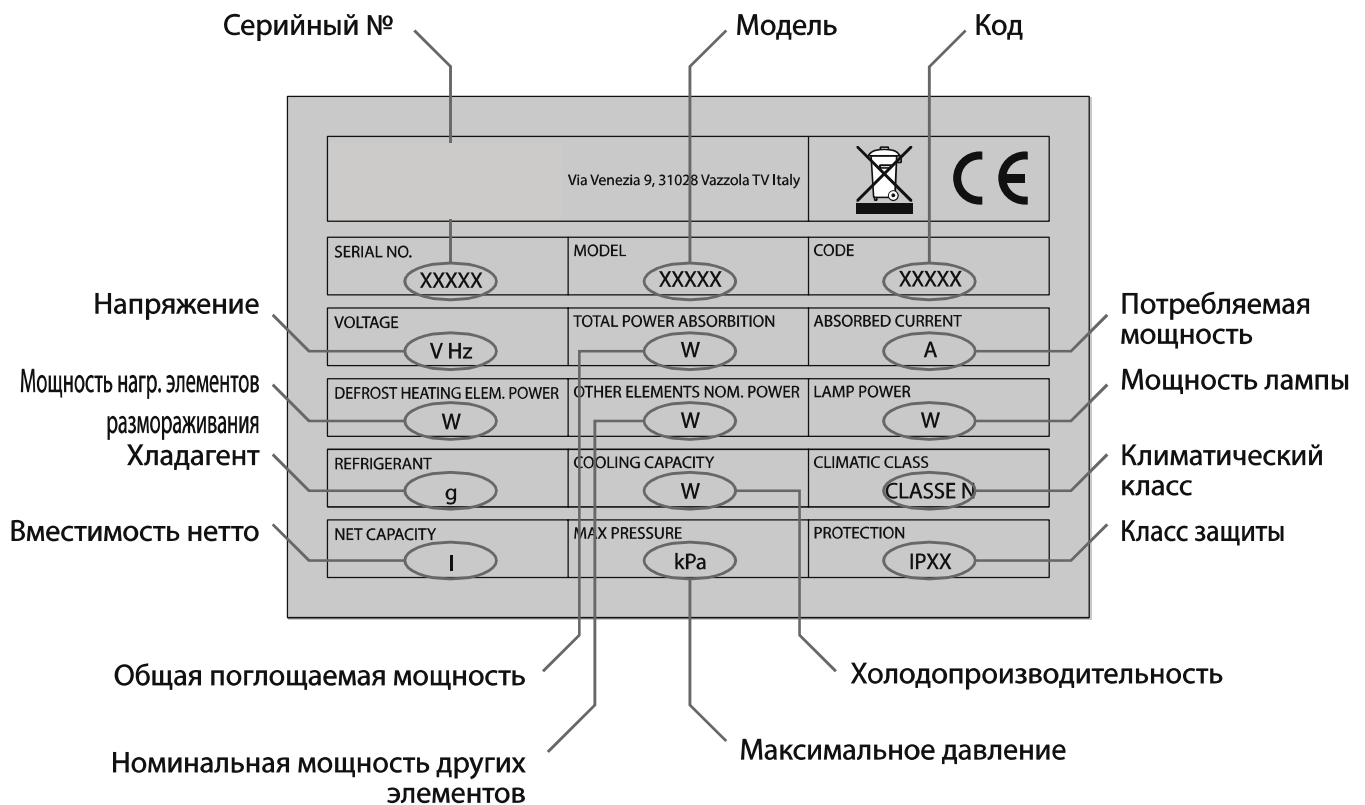 Серийный №
Модель
Код
Via Venezia 9, 31028 Vazzola TV Italy
CE
SERIAL NO.
XXXXX
MODEL
XXXXX
CODE
XXXXX
Напряжение
VOLTAGE
V Hz
TOTAL POWER ABSORBITION
W
ABSORBED CURRENT
A
Потребляемая
мощность
Мощность нагр. элементов
размораживания
DEFROST HEATING ELEM. POWER
W
OTHER ELEMENTS NOM. POWER
W
LAMP POWER
W
Мощность лампы
Хладагент
REFRIGERANT
g
COOLING CAPACITY
W
CLIMATIC CLASS
CLASSE N
Климатический
класс
Вместимость нетто
NET CAPACITY
l
MAX PRESSURE
kPa
PROTECTION
IPXX
Класс защиты
Общая поглощаемая мощность
Холодопроизводительность
Номинальная мощность других
элементов
Максимальное давление